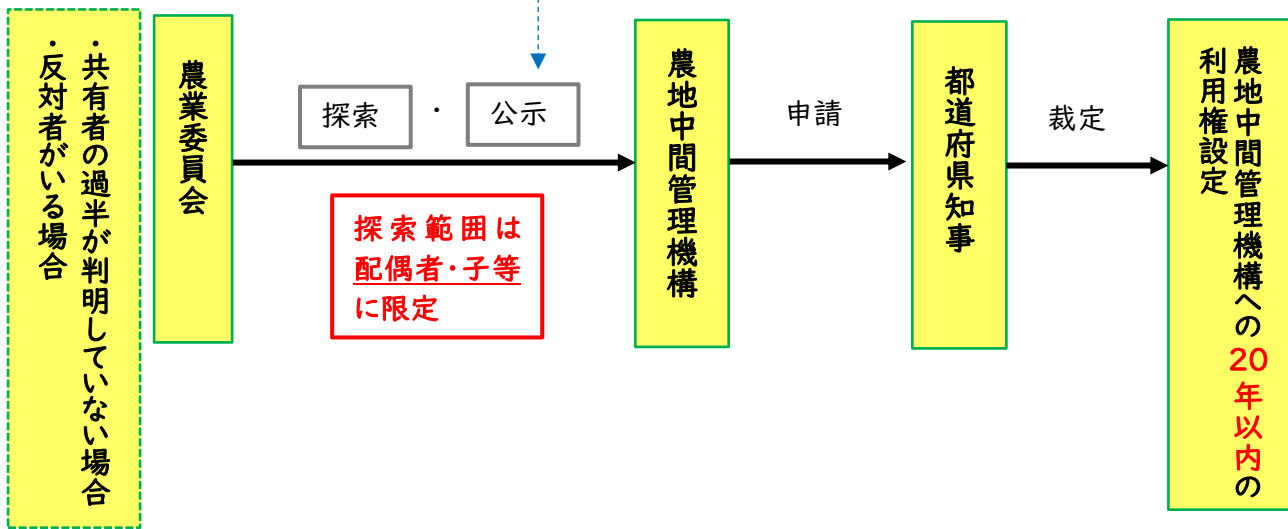 ・共有者の過半が判明していない場合
・反対者がいる場合
農業委員会
探索
・
公示
探索範囲は
配偶者・子等
に限定
農地中間管理機構
申請
都道府県知事
裁定
農地中間管理機構への20年以内の
利用権設定